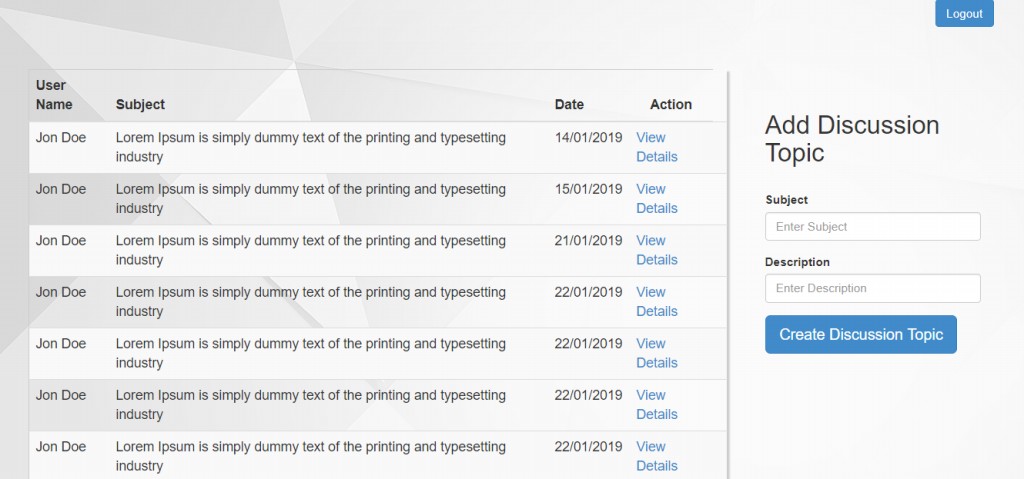 Logout
User
Name Subject Date Action
Jon Doe Lorem Ipsum is simply dummy text of the printing and typesetting 14/01/2019 View
industry Details
Jon Doe Lorem Ipsum is simply dummy text of the printing and typesetting 15/01/2019 View
industry Details
Jon Doe Lorem Ipsum is simply dummy text of the printing and typesetting 21/01/2019 View
industry Details
Jon Doe Lorem Ipsum is simply dummy text of the printing and typesetting 22/01/2019 View
industry Details
Jon Doe Lorem Ipsum is simply dummy text of the printing and typesetting 22/01/2019 View
industry Details
Jon Doe Lorem Ipsum is simply dummy text of the printing and typesetting 22/01/2019 View
industry Details
Jon Doe Lorem Ipsum is simply dummy text of the printing and typesetting 22/01/2019 View
industry Details
Add Discussion
Topic
Subject
Enter Subject
Description
Enter Description
Create Discussion Topic